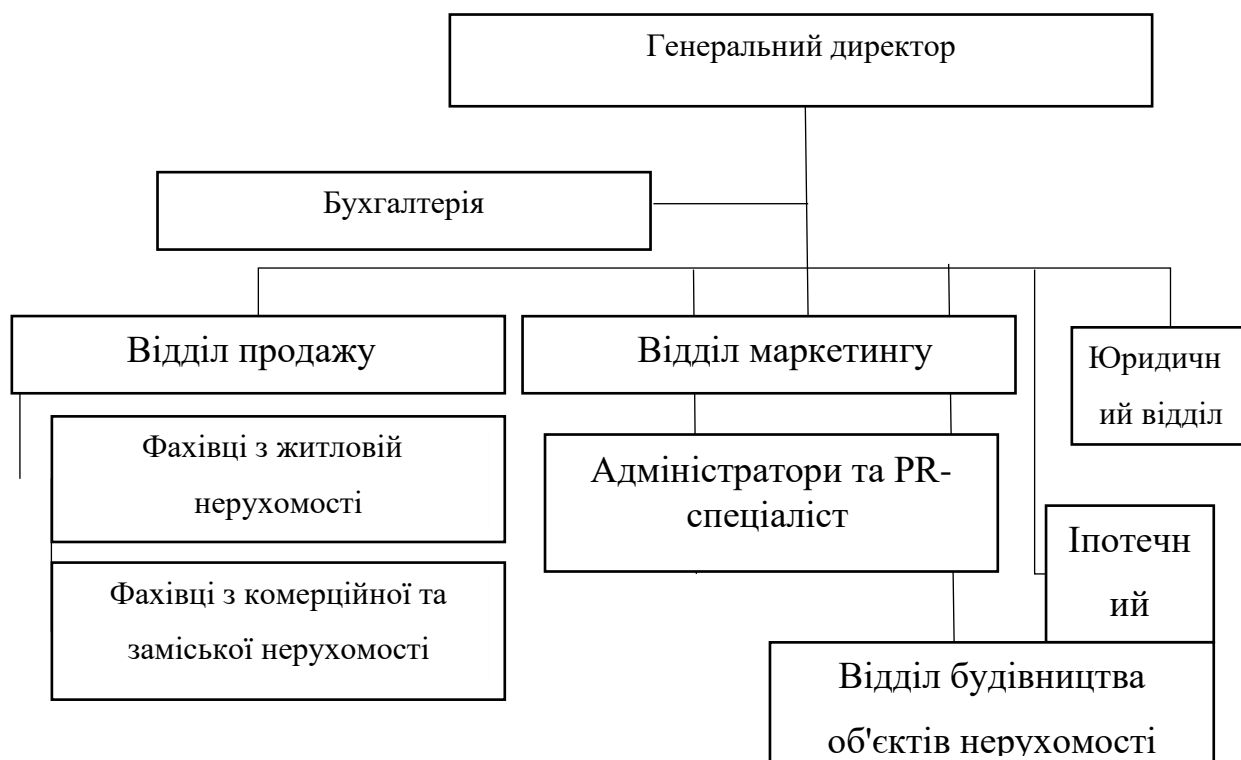 Генеральний директор
Бухгалтерія
Відділ продажу
Відділ маркетингу
Юридичн
ий відділ
Фахівці з житловій
нерухомості
Адміністратори та PR-
спеціаліст
Іпотечн
ий
Фахівці з комерційної та
заміської нерухомості
Відділ будівництва
об'єктів нерухомості